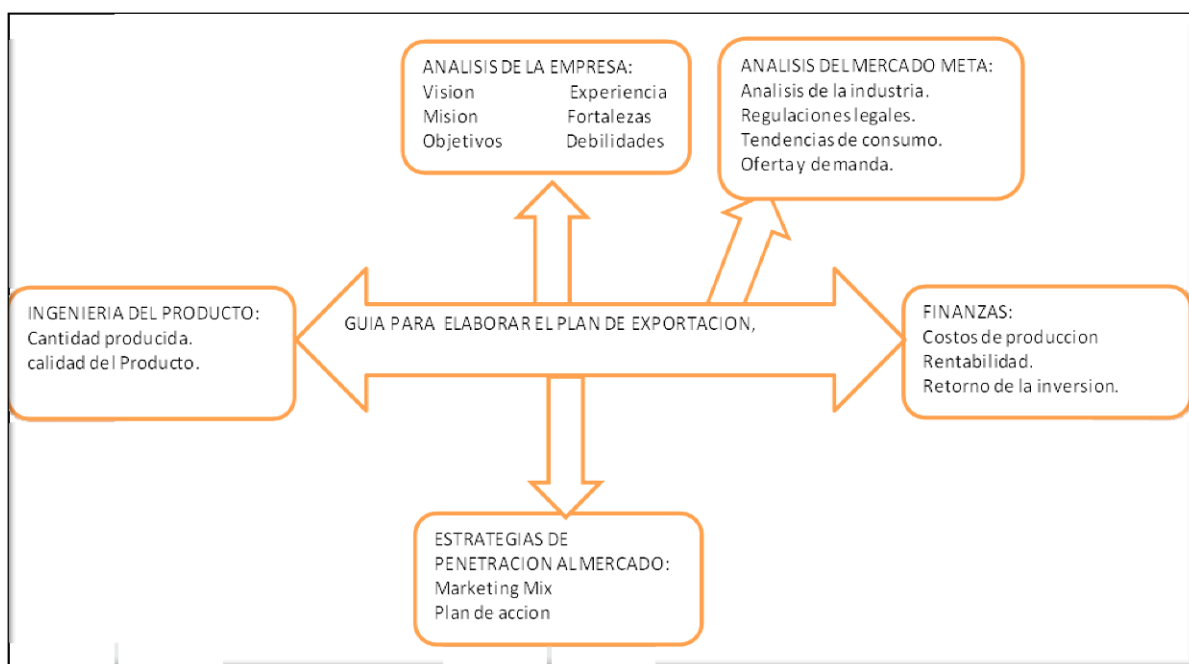 ANALISIS DE LA EMPRESA:
Vision Experiencia
Mision Fortalezas
Objetivos Debilidades
ANALISIS DEL MERCADO META:
Analisis de la industria.
Regulaciones legales.
Tendencias de consumo.
Oferta y demanda.
INGENIERIA DEL PRODUCTO:
Cantidad producida.
calidad del Producto.
GUIA PARA ELABORAR EL PLAN DE EXPORTACION,
FINANZAS:
Costos de produccion
Rentabilidad.
Retorno de la inversion.
ESTRATEGIAS DE
PENETRACION AL MERCADO:
Marketing Mix
Plan de accion